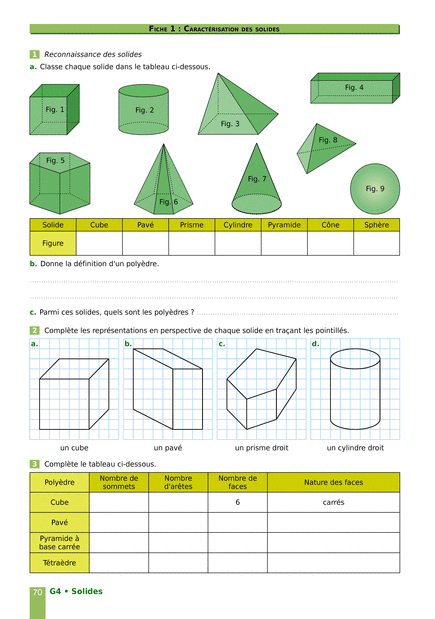 Fiche 1 : Caractérisation des solides
1 Reconnaissance des solides
a. Classe chaque solide dans le tableau ci-dessous.
Fig. 1
Fig. 2
Fig. 3
Fig. 4
Fig. 5
Fig. 6
Fig. 7
Fig. 8
Fig. 9
Solide Cube Pavé Prisme Cylindre Pyramide Cône Sphère
Figure
b. Donne la définition d'un polyèdre.
c. Parmi ces solides, quels sont les polyèdres ?
2 Complète les représentations en perspective de chaque solide en traçant les pointillés.
a. b. c. d.
un cube un pavé un prisme droit un cylindre droit
3 Complète le tableau ci-dessous.
Polyèdre Nombre de sommets Nombre d'arêtes Nombre de faces Nature des faces
Cube 6 carrés
Pavé
Pyramide à base carrée
Tétraèdre
70 G4 • Solides